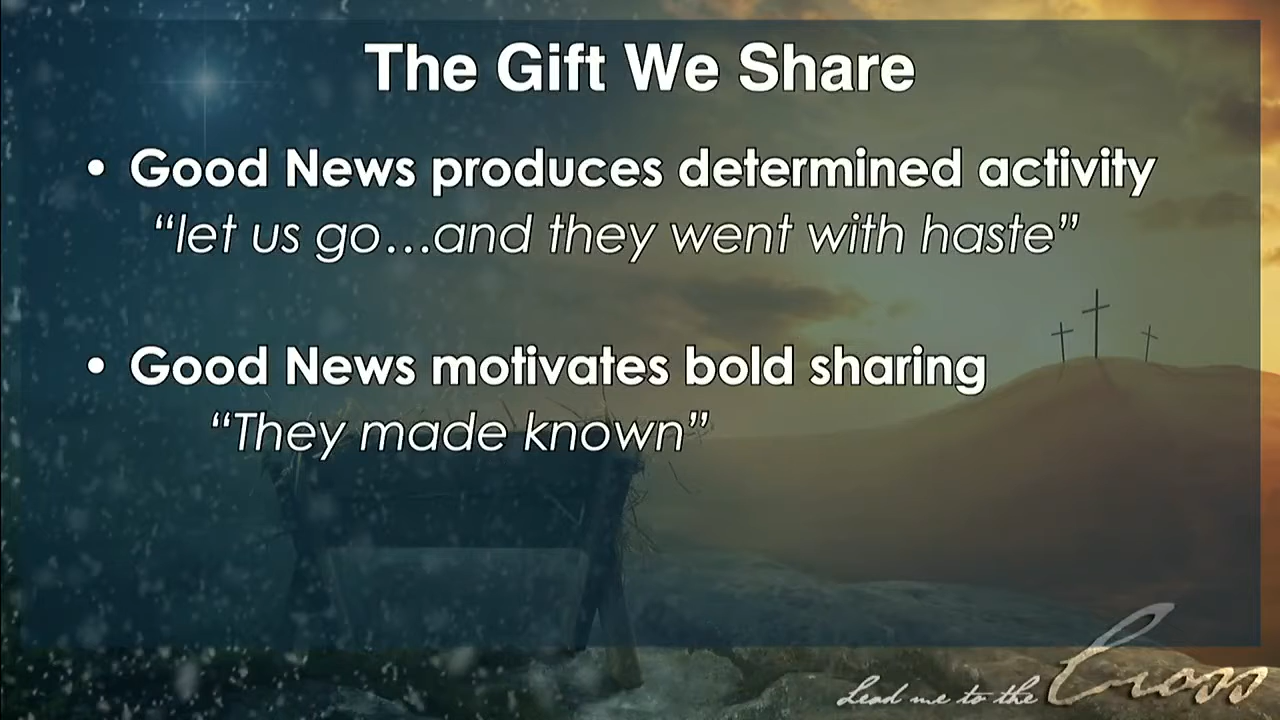 The Gift We Share
• Good News produces determined activity
“let us go…and they went with haste”
• Good News motivates bold sharing
“They made known”
Lead me to the Cross